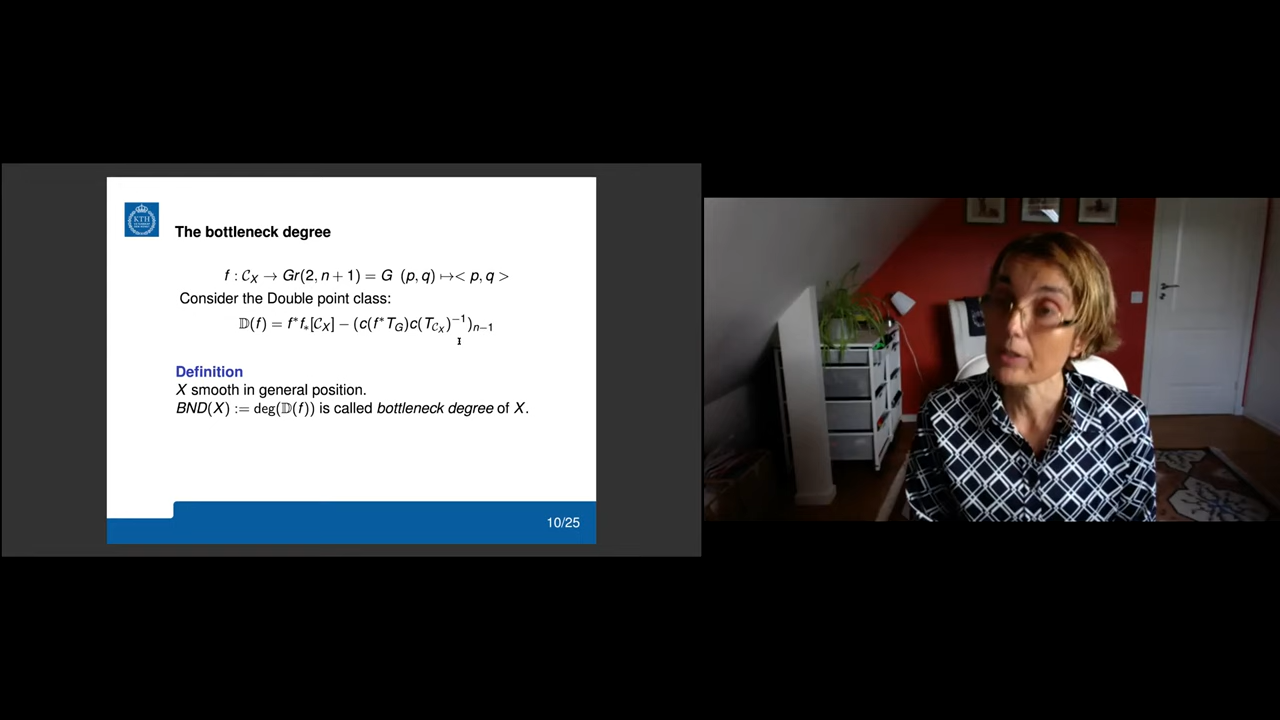 KTH
The bottleneck degree
f : 𝒞_X → Gr(2, n + 1) = G (p, q) ↦< p, q >
Consider the Double point class:
𝔻(f) = f*f_*[𝒞_X] − (c(f*T_G)c(T_{𝒞_X})^{−1})_{n−1}
Definition
X smooth in general position.
BND(X) := deg(𝔻(f)) is called bottleneck degree of X.
10/25